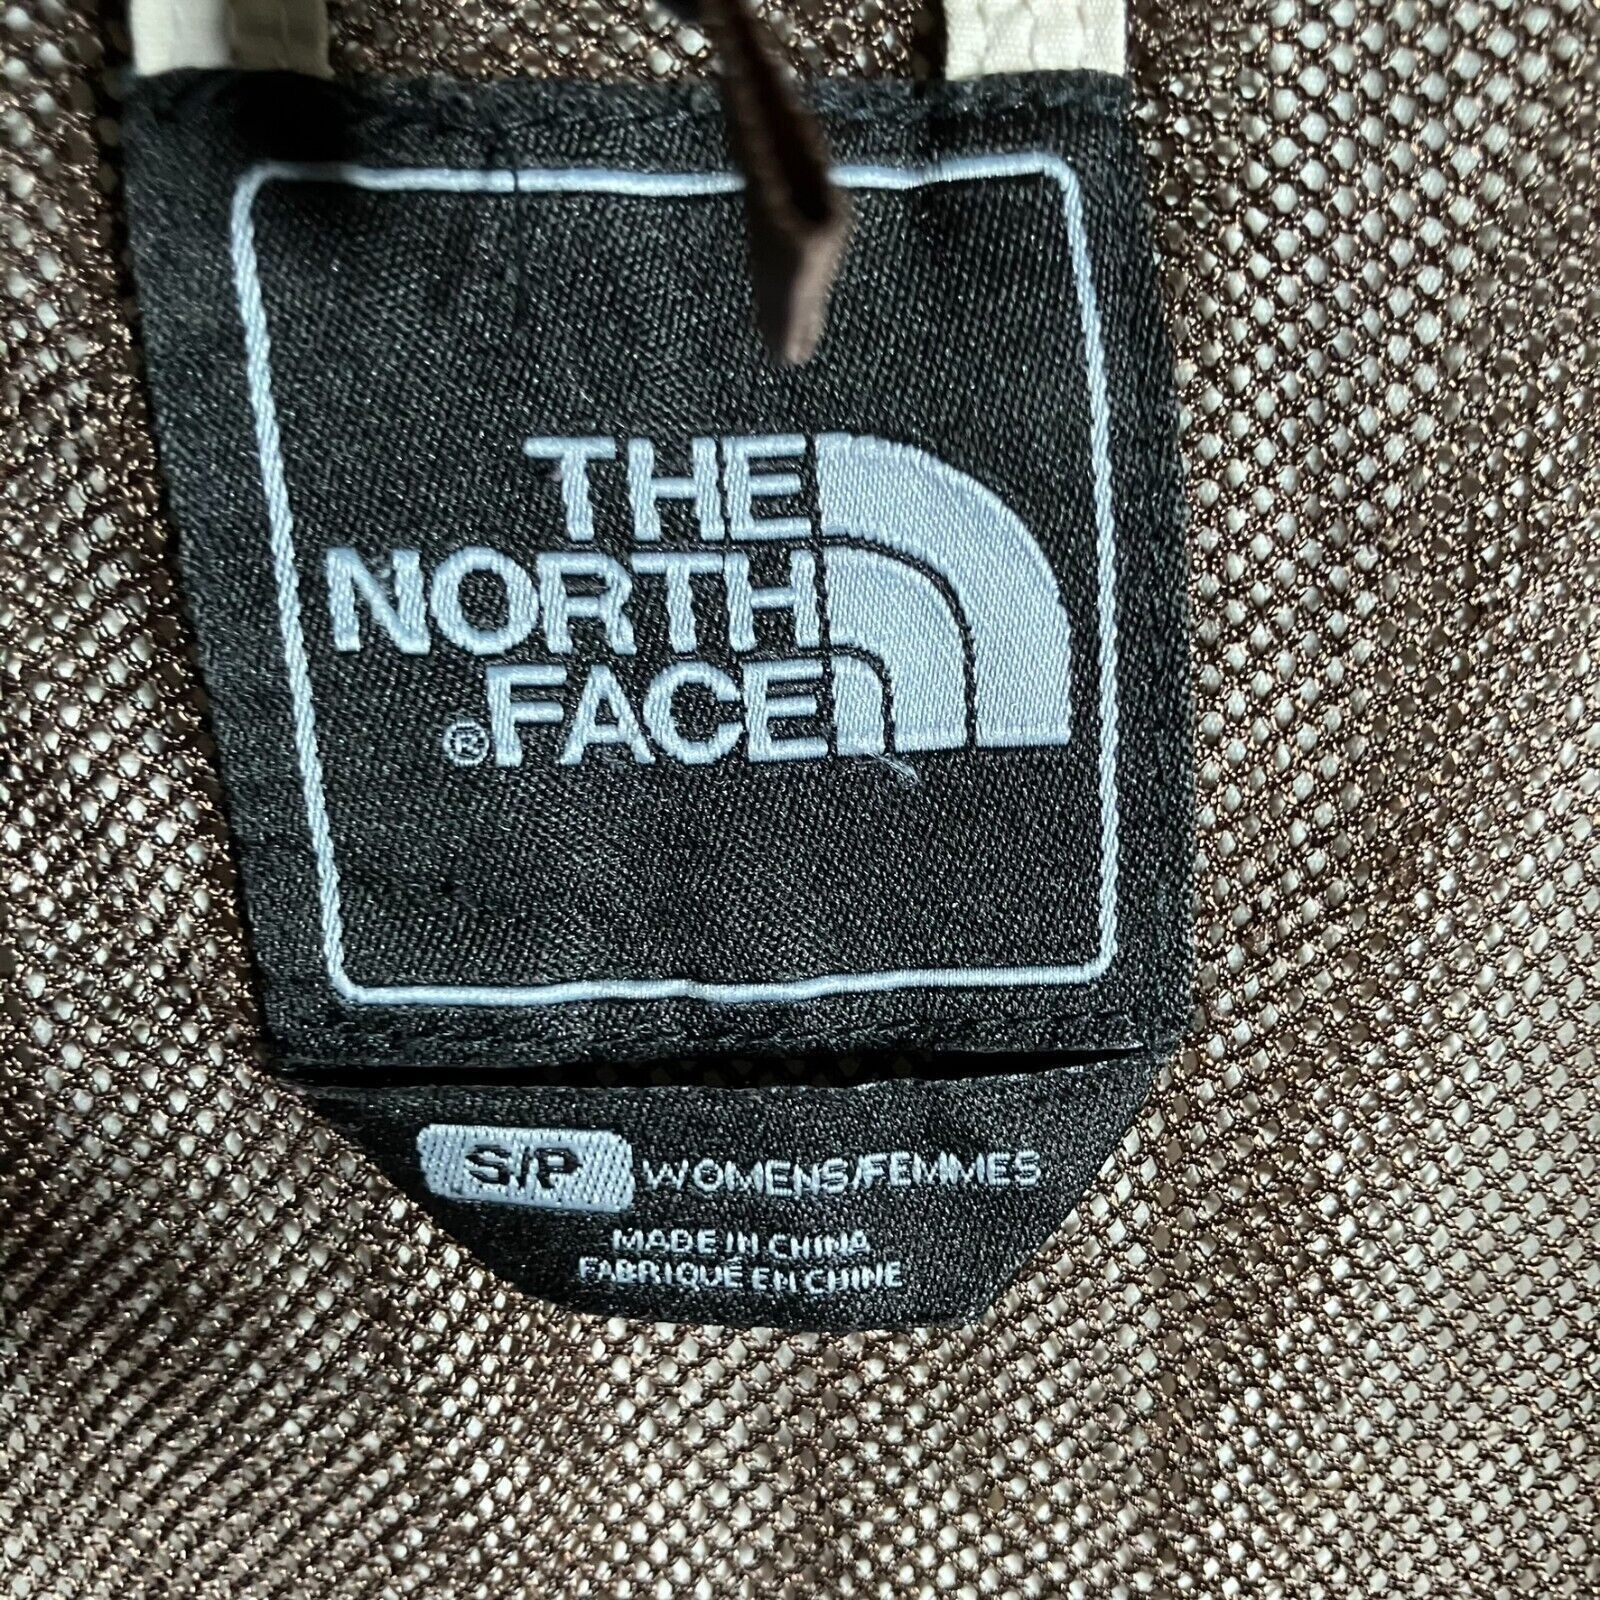 THE
NORTH
®FACE
S/P WOMENS/FEMMES
MADE IN CHINA
FABRIQUÉ EN CHINE